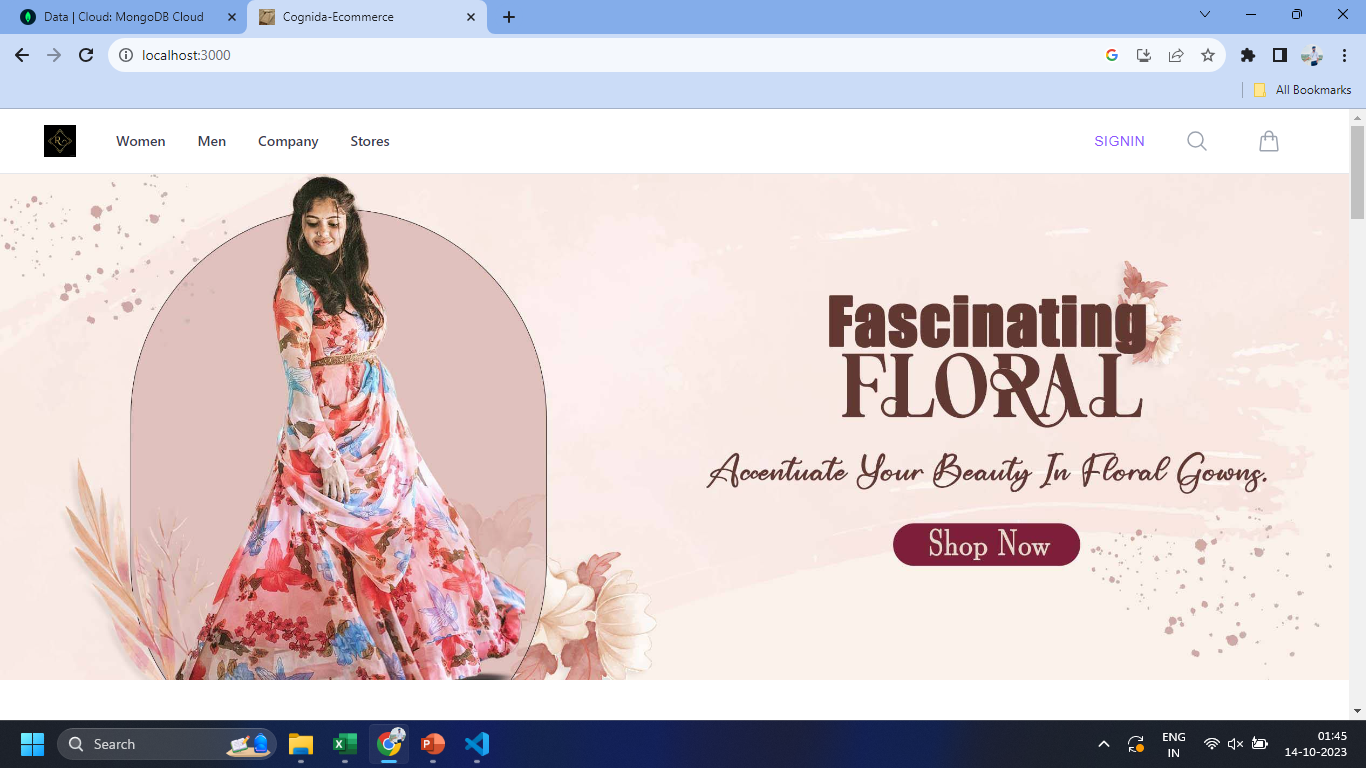 Data | Cloud: MongoDB Cloud
Cognida-Ecommerce
localhost:3000
All Bookmarks
Women
Men
Company
Stores
SIGNIN
Fascinating
FLORAL
Accentuate Your Beauty In Floral Gowns.
Shop Now
Search
ENG
IN
01:45
14-10-2023